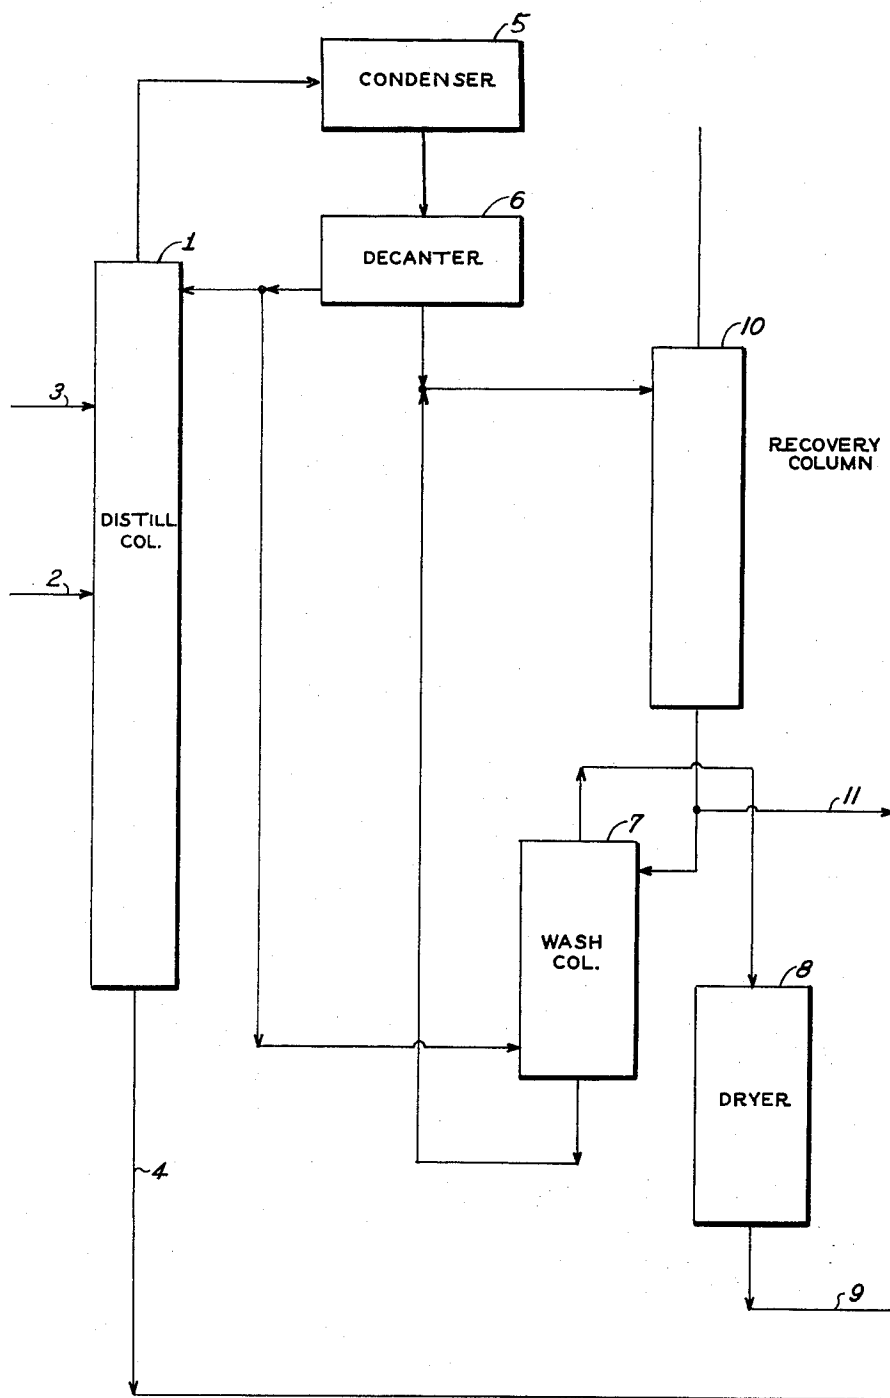 5
CONDENSER
6
DECANTER
1
10
3
RECOVERY
COLUMN
DISTILL
COL.
2
11
7
WASH
COL.
8
DRYER
4
9